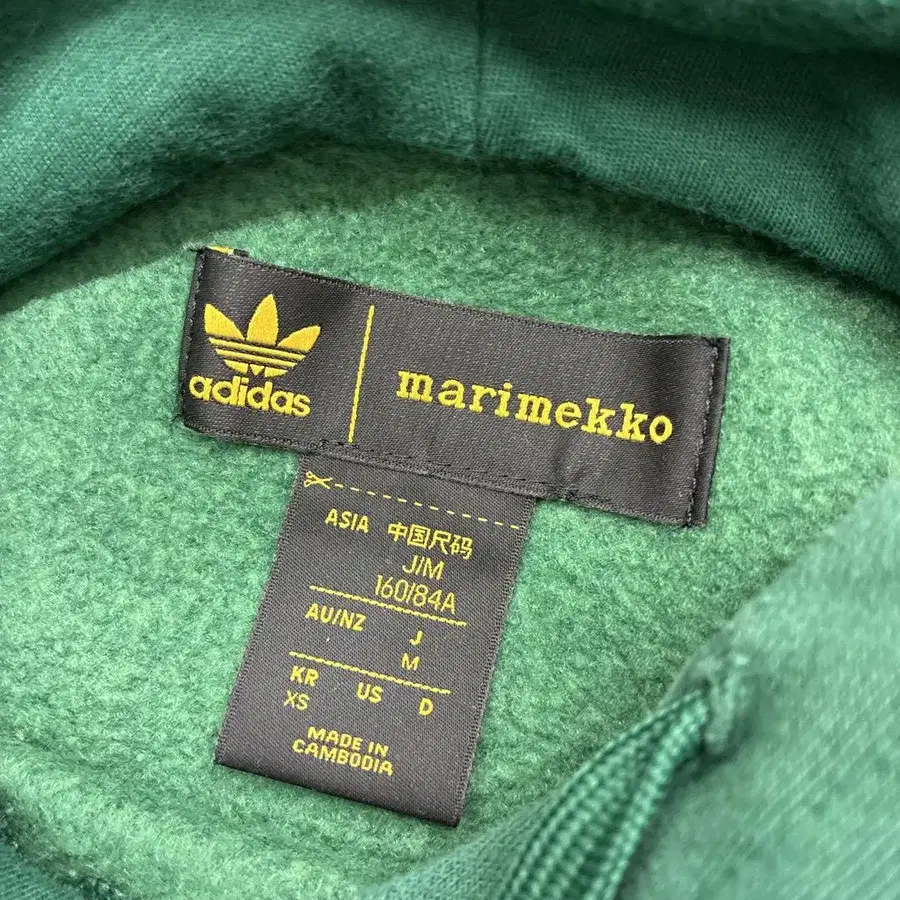 adidas
marimekko
ASIA 中国尺码
J/M
160/84A
AU/NZ J
M
KR US D
XS
MADE IN
CAMBODIA